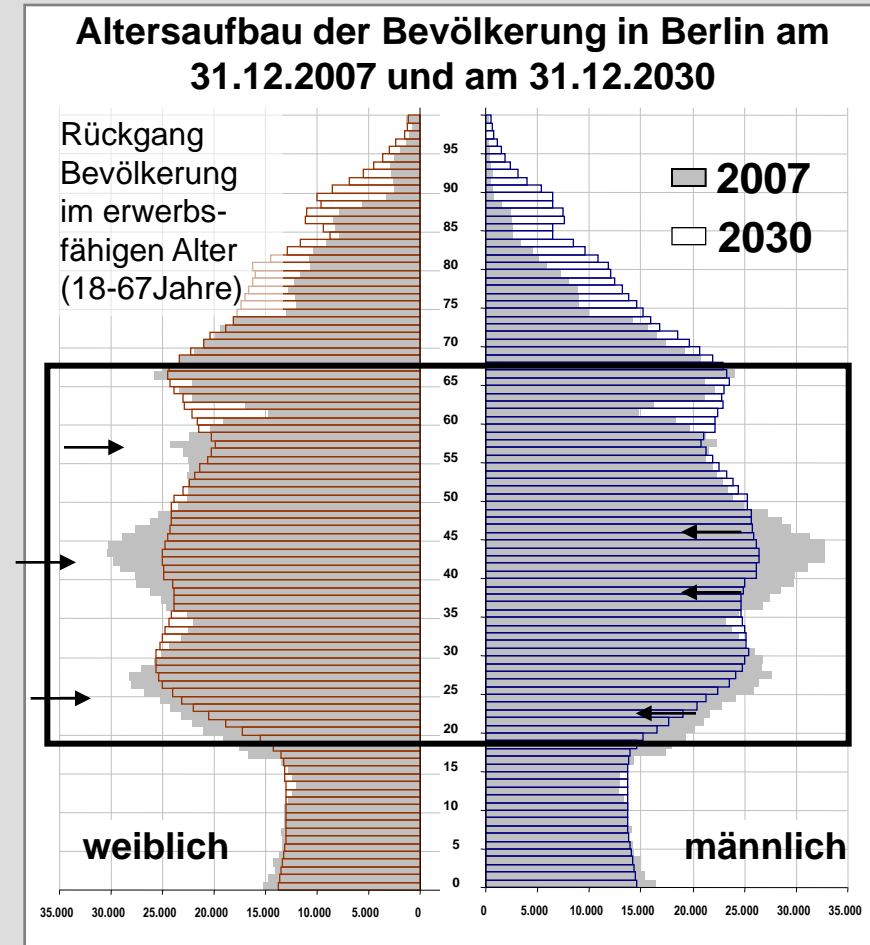 Altersaufbau der Bevölkerung in Berlin am
31.12.2007 und am 31.12.2030
Rückgang
Bevölkerung
im erwerbs-
fähigen Alter
(18-67Jahre)
2007
2030
95
90
85
80
75
70
65
60
55
50
45
40
35
30
25
20
15
10
5
0
weiblich
männlich
35.000 30.000 25.000 20.000 15.000 10.000 5.000 0
0 5.000 10.000 15.000 20.000 25.000 30.000 35.000